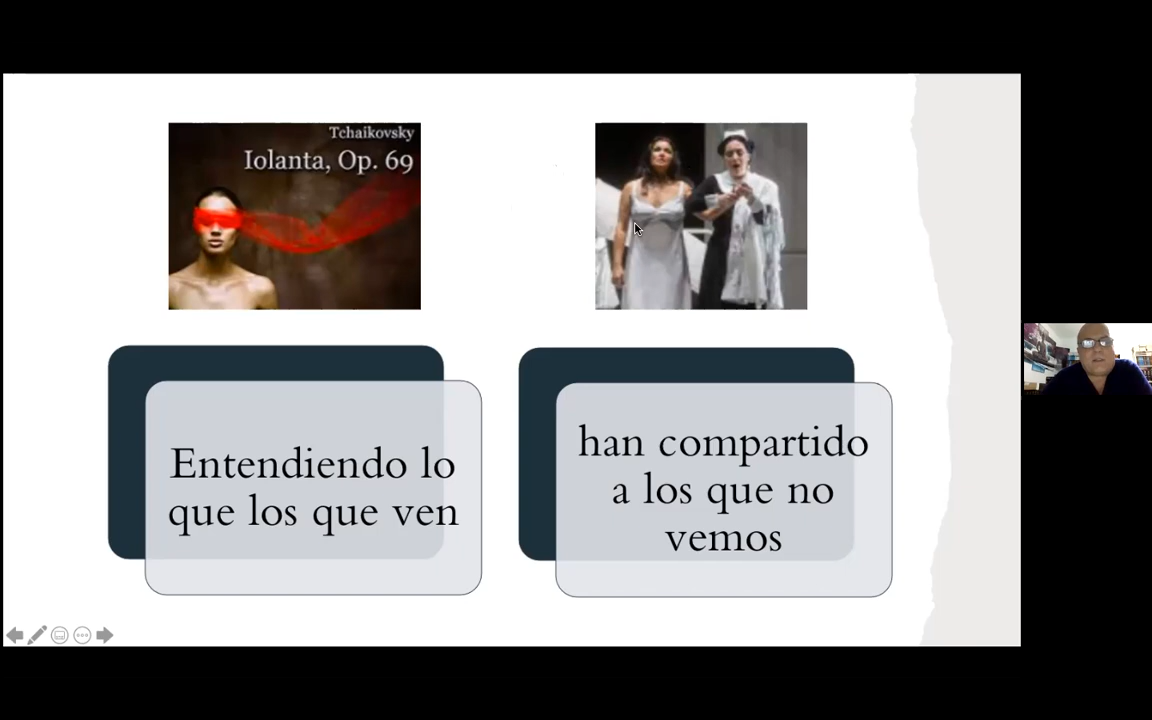 Tchaikovsky
Iolanta, Op. 69
Entendiendo lo
que los que ven
han compartido
a los que no
vemos